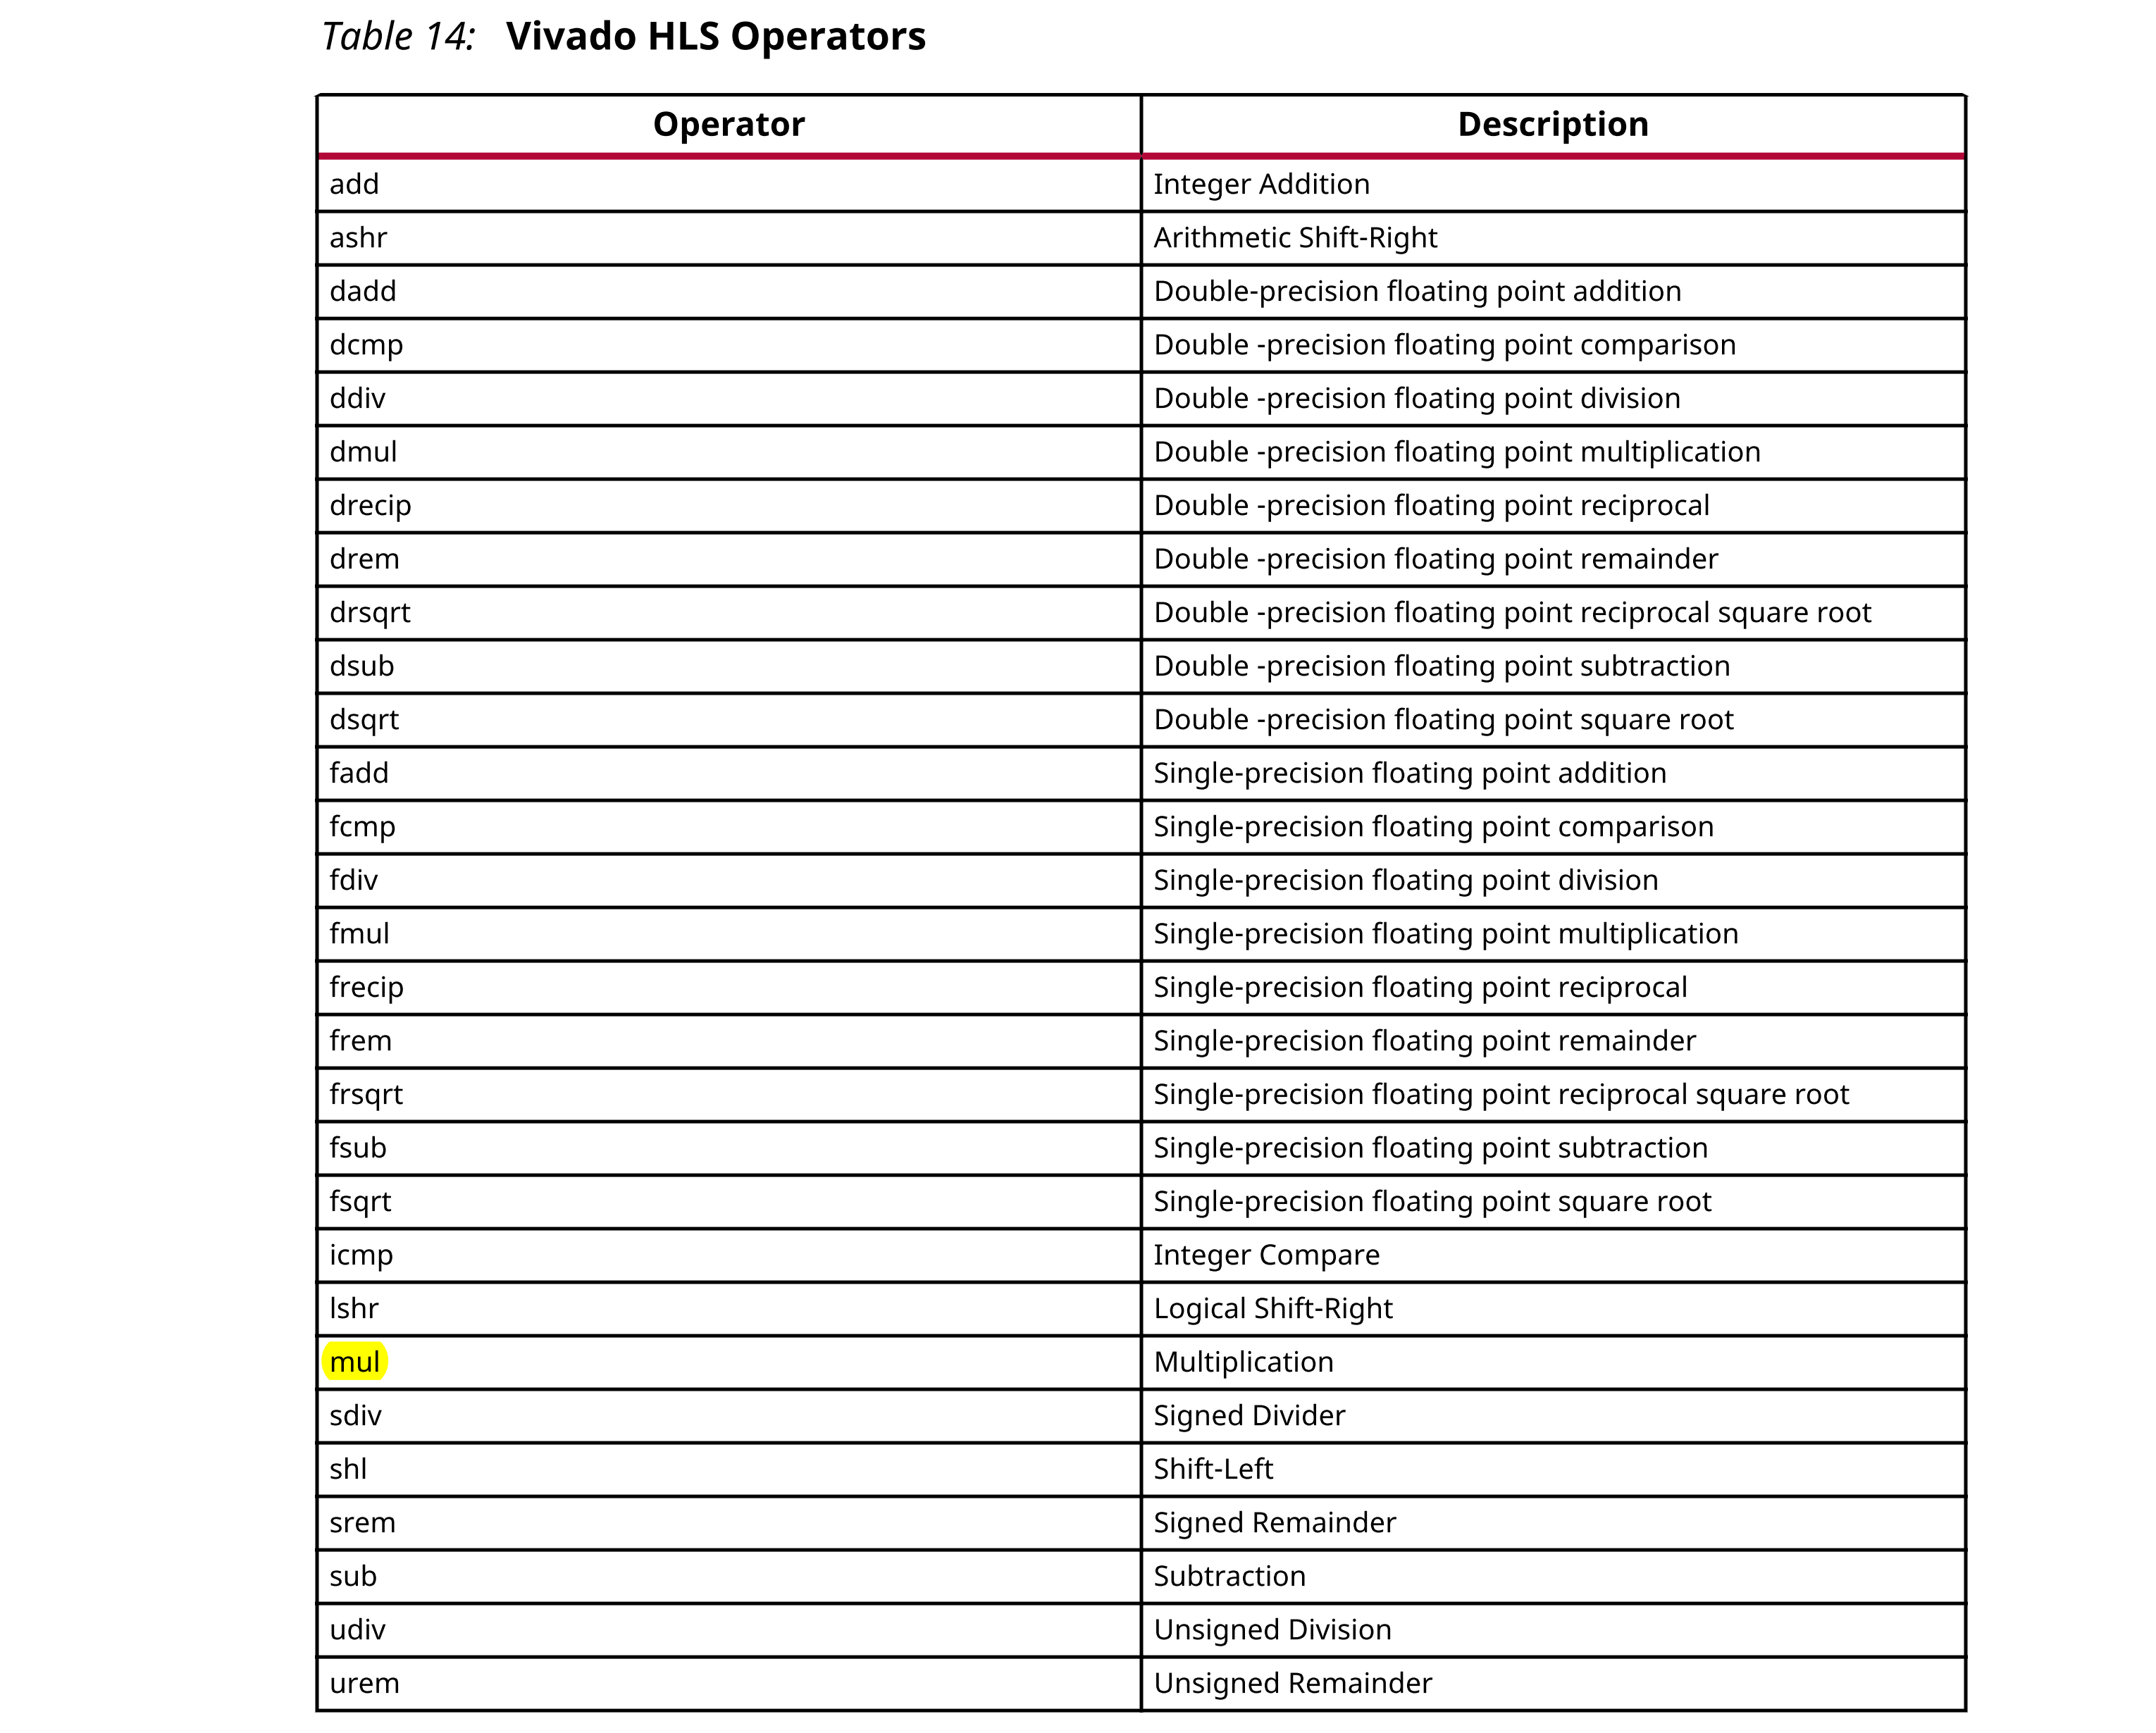 Table 14: Vivado HLS Operators
Operator Description
add Integer Addition
ashr Arithmetic Shift-Right
dadd Double-precision floating point addition
dcmp Double -precision floating point comparison
ddiv Double -precision floating point division
dmul Double -precision floating point multiplication
drecip Double -precision floating point reciprocal
drem Double -precision floating point remainder
drsqrt Double -precision floating point reciprocal square root
dsub Double -precision floating point subtraction
dsqrt Double -precision floating point square root
fadd Single-precision floating point addition
fcmp Single-precision floating point comparison
fdiv Single-precision floating point division
fmul Single-precision floating point multiplication
frecip Single-precision floating point reciprocal
frem Single-precision floating point remainder
frsqrt Single-precision floating point reciprocal square root
fsub Single-precision floating point subtraction
fsqrt Single-precision floating point square root
icmp Integer Compare
lshr Logical Shift-Right
mul Multiplication
sdiv Signed Divider
shl Shift-Left
srem Signed Remainder
sub Subtraction
udiv Unsigned Division
urem Unsigned Remainder